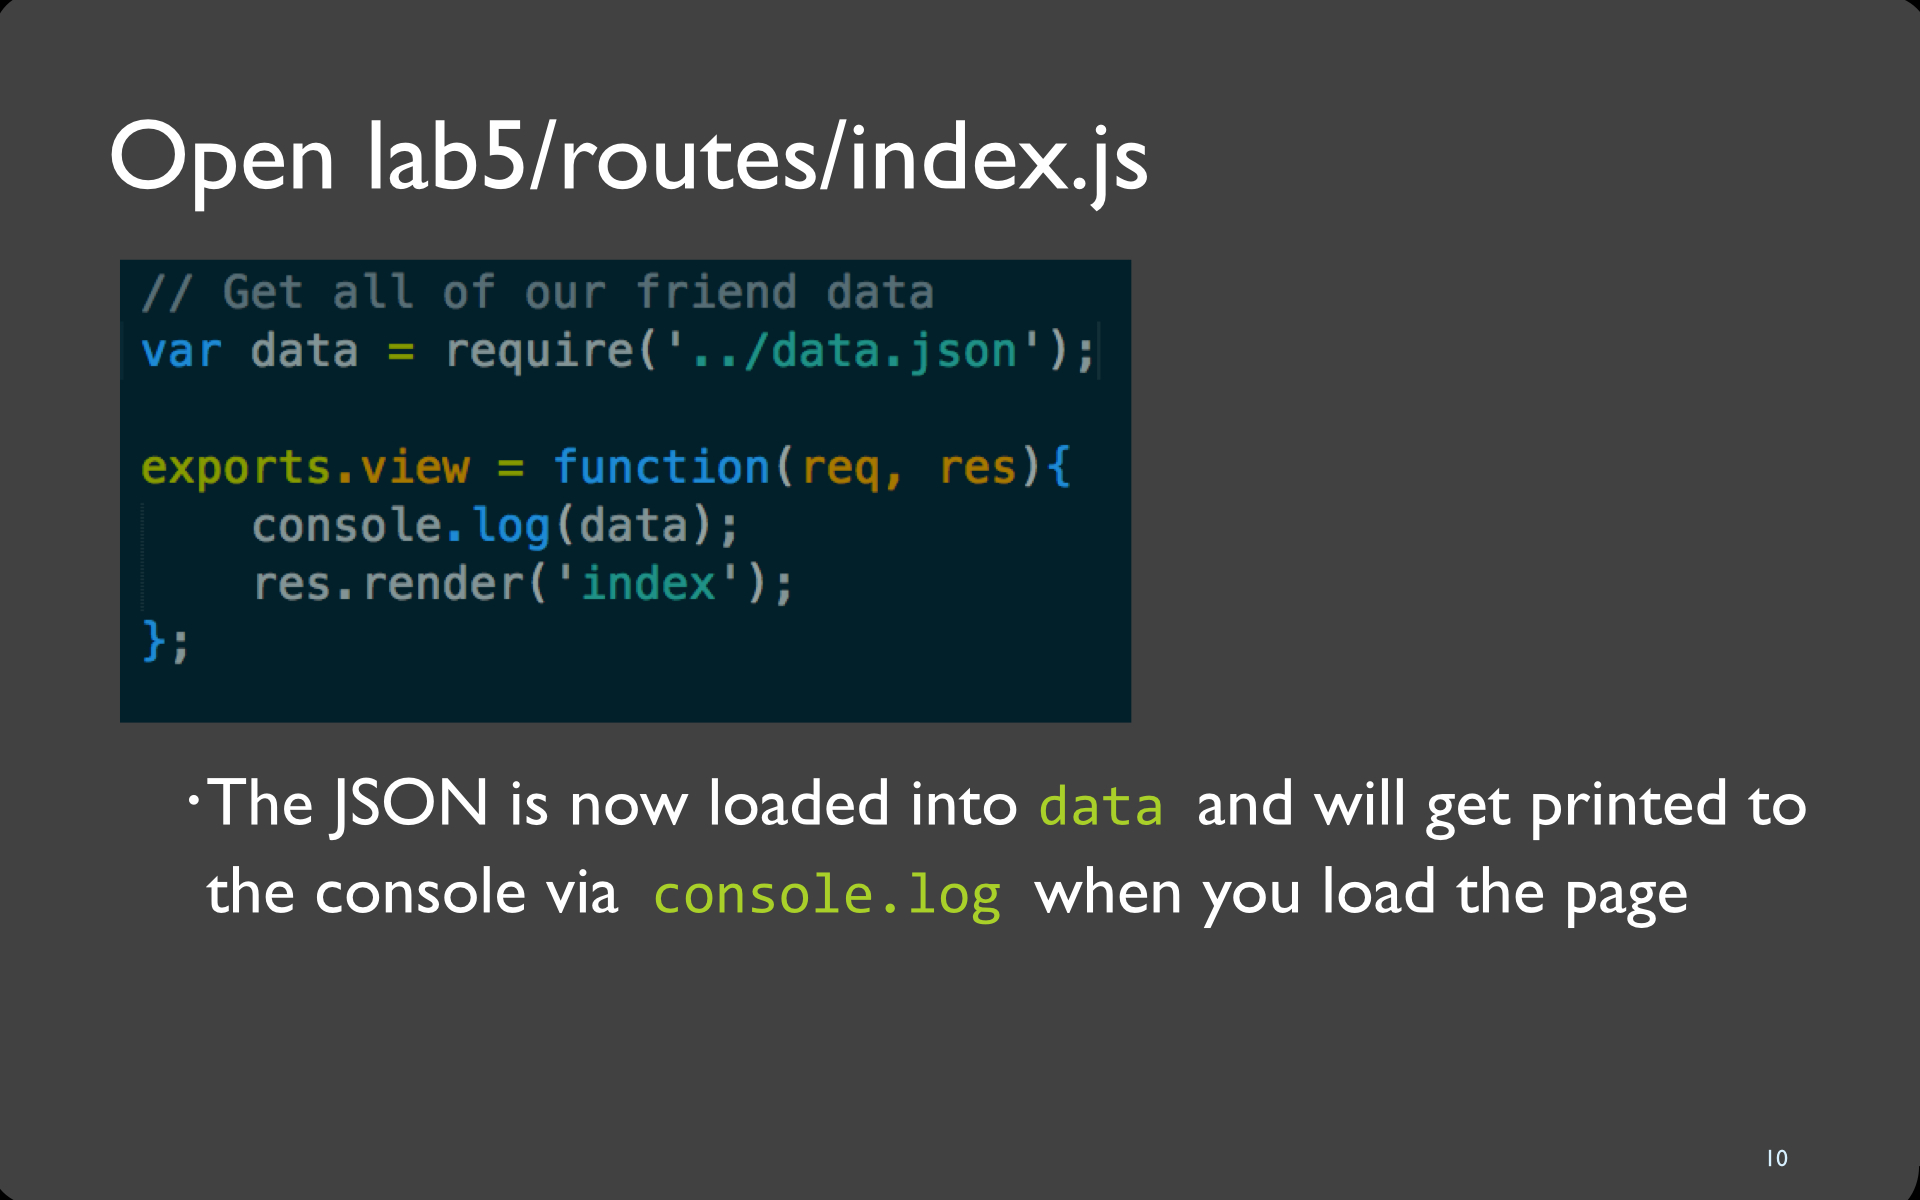 Open lab5/routes/index.js
// Get all of our friend data
var data = require('../data.json');
exports.view = function(req, res){
    console.log(data);
    res.render('index');
};
•The JSON is now loaded into data and will get printed to
the console via console.log when you load the page
10